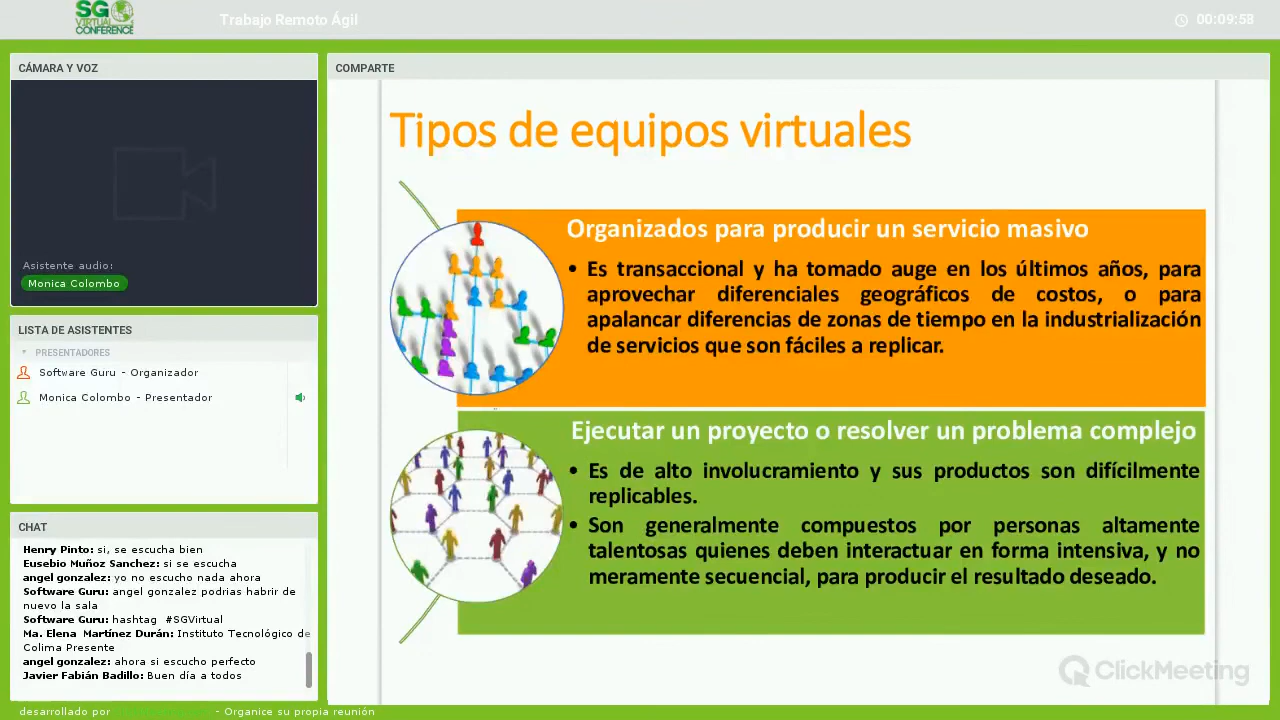 SG
VIRTUAL
CONFERENCE
Trabajo Remoto Ágil
00:09:58
CÁMARA Y VOZ
Asistente audio:
Monica Colombo
LISTA DE ASISTENTES
PRESENTADORES
Software Guru - Organizador
Monica Colombo - Presentador
CHAT
Henry Pinto: si, se escucha bien
Eusebio Muñoz Sanchez: si se escucha
angel gonzalez: yo no escucho nada ahora
Software Guru: angel gonzalez podrias habrir de
nuevo la sala
Software Guru: hashtag #SGVirtual
Ma. Elena Martínez Durán: Instituto Tecnológico de
Colima Presente
angel gonzalez: ahora si escucho perfecto
Javier Fabián Badillo: Buen día a todos
COMPARTE
Tipos de equipos virtuales
Organizados para producir un servicio masivo
• Es transaccional y ha tomado auge en los últimos años, para
aprovechar diferenciales geográficos de costos, o para
apalancar diferencias de zonas de tiempo en la industrialización
de servicios que son fáciles a replicar.
Ejecutar un proyecto o resolver un problema complejo
• Es de alto involucramiento y sus productos son difícilmente
replicables.
• Son generalmente compuestos por personas altamente
talentosas quienes deben interactuar en forma intensiva, y no
meramente secuencial, para producir el resultado deseado.
ClickMeeting
desarrollado por - Organice su propia reunión